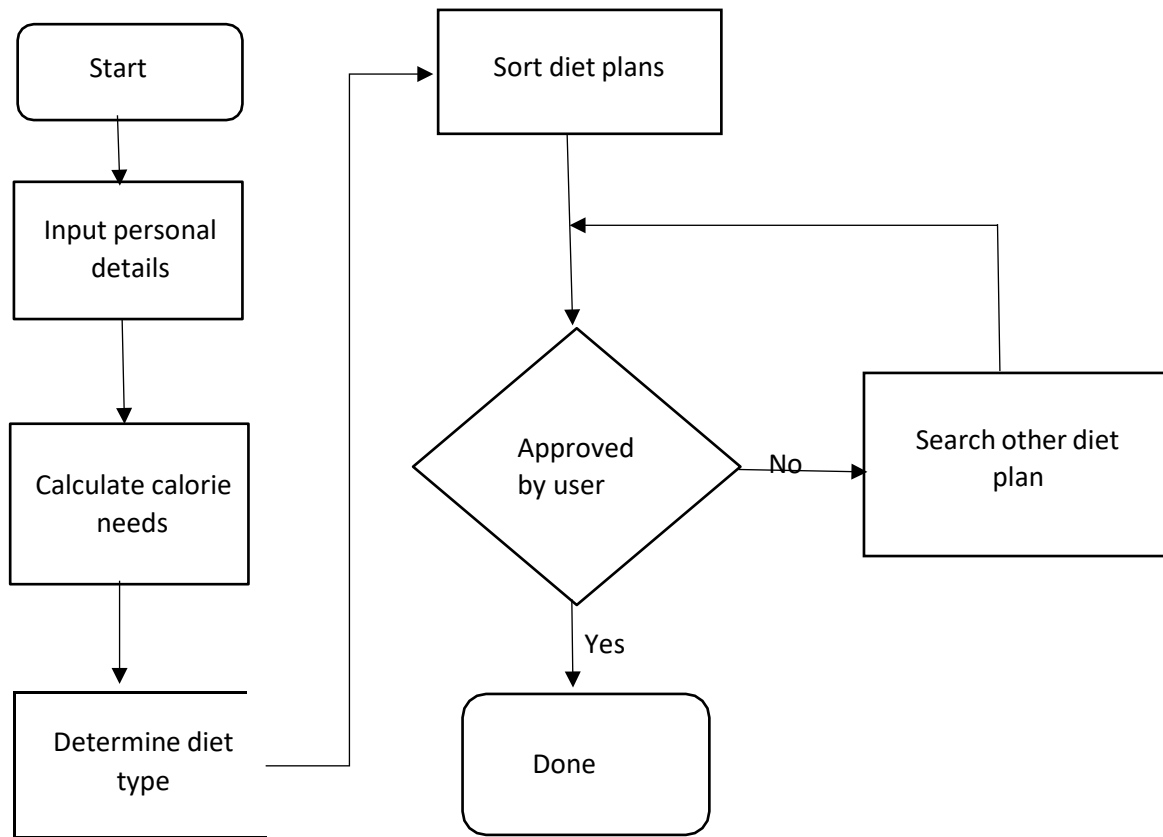 Start
Input personal
details
Calculate calorie
needs
Determine diet
type
Sort diet plans
Approved
by user
No
Search other diet
plan
Yes
Done